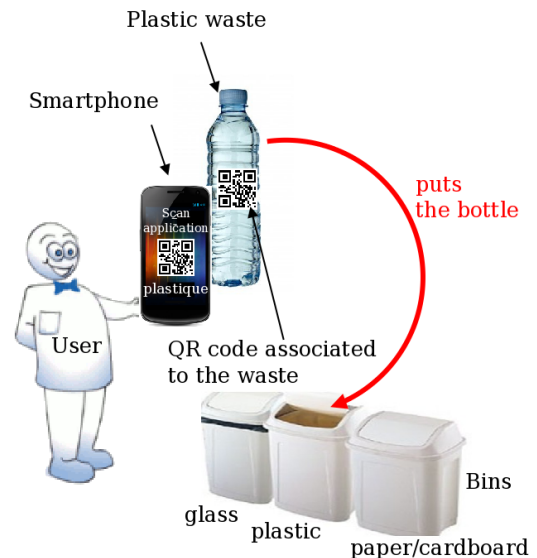 Plastic waste
Smartphone
puts
the bottle
Scan
application
plastique
User
QR code associated
to the waste
Bins
glass
plastic
paper/cardboard